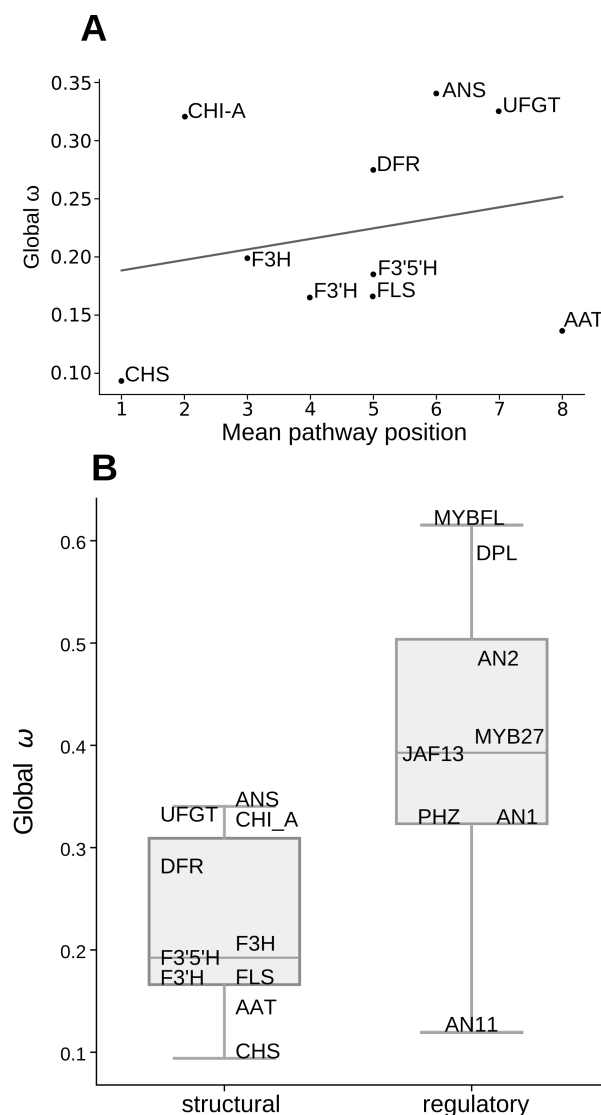 A
0.35
ANS
CHI-A
UFGT
0.30
DFR
0.25
Global ω
0.20
F3H
F3'5'H
F3'H
FLS
0.15
AAT
0.10
CHS
1 2 3 4 5 6 7 8
Mean pathway position
B
MYBFL
0.6
DPL
0.5
AN2
MYB27
0.4
JAF13
Global ω
ANS
UFGT
CHI_A
PHZ
AN1
0.3
DFR
F3H
0.2
F3'5'H
F3'H
FLS
AAT
AN11
0.1
CHS
structural regulatory